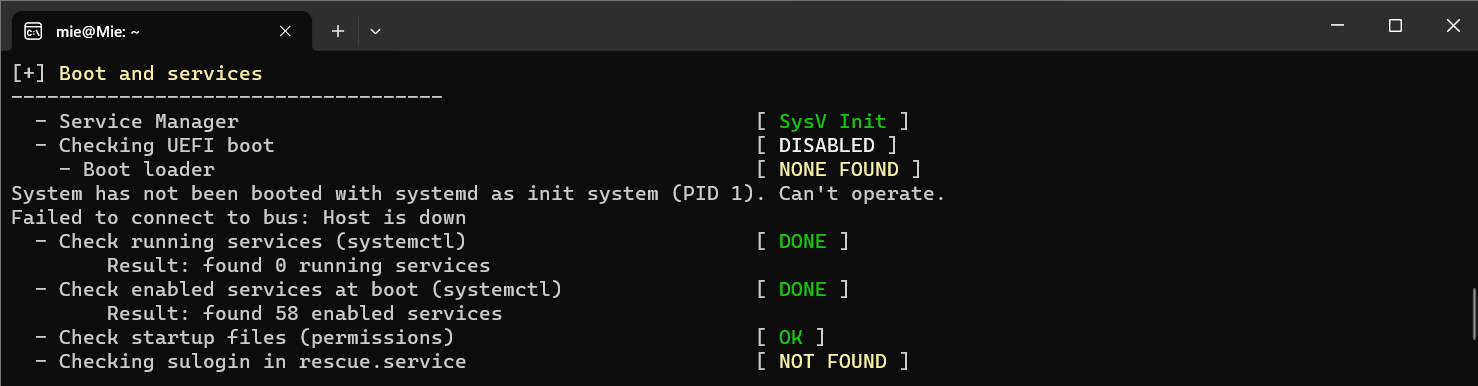 mie@Mie: ~
[+] Boot and services
------------------------------------
  - Service Manager                                           [ SysV Init ]
  - Checking UEFI boot                                        [ DISABLED ]
    - Boot loader                                             [ NONE FOUND ]
System has not been booted with systemd as init system (PID 1). Can't operate.
Failed to connect to bus: Host is down
  - Check running services (systemctl)                        [ DONE ]
        Result: found 0 running services
  - Check enabled services at boot (systemctl)                [ DONE ]
        Result: found 58 enabled services
  - Check startup files (permissions)                         [ OK ]
  - Checking sulogin in rescue.service                        [ NOT FOUND ]